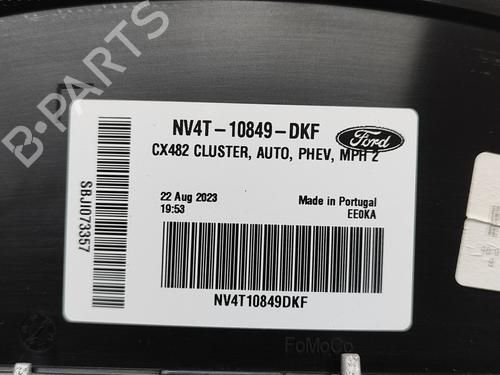 NV4T-10849-DKF
Ford
CX482 CLUSTER, AUTO, PHEV, MPH 2
22 Aug 2023
19:53
Made in Portugal
EE0KA
SBJI073357
NV4T10849DKF
FoMoCo
B-PARTS